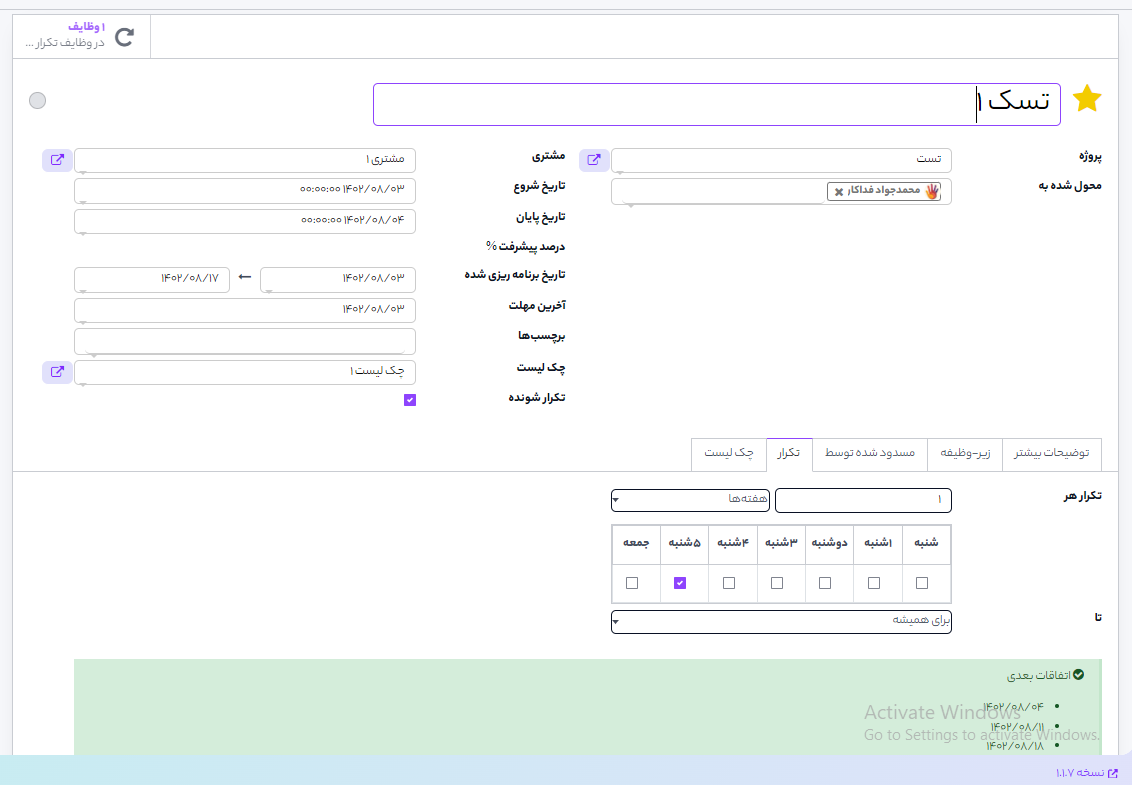 ۱ وظایف
در وظایف تکرار ...
تسک ۱
پروژه
تست
محول شده به
محمدجواد فداکار
مشتری
مشتری ۱
تاریخ شروع
۱۴۰۲/۰۸/۰۳ ۰۰:۰۰:۰۰
تاریخ پایان
۱۴۰۲/۰۸/۰۴ ۰۰:۰۰:۰۰
درصد پیشرفت %
تاریخ برنامه ریزی شده
۱۴۰۲/۰۸/۰۳ ← ۱۴۰۲/۰۸/۱۷
آخرین مهلت
۱۴۰۲/۰۸/۰۳
برچسب‌ها
چک لیست
چک لیست ۱
تکرار شونده
توضیحات بیشتر زیر-وظیفه مسدود شده توسط تکرار چک لیست
تکرار هر
۱ هفته‌ها
شنبه ۱شنبه دوشنبه ۳شنبه ۴شنبه ۵شنبه جمعه
تا
برای همیشه
اتفاقات بعدی
۱۴۰۲/۰۸/۰۴
۱۴۰۲/۰۸/۱۱
۱۴۰۲/۰۸/۱۸
Activate Windows
Go to Settings to activate Windows.
نسخه ۱.۱.۷